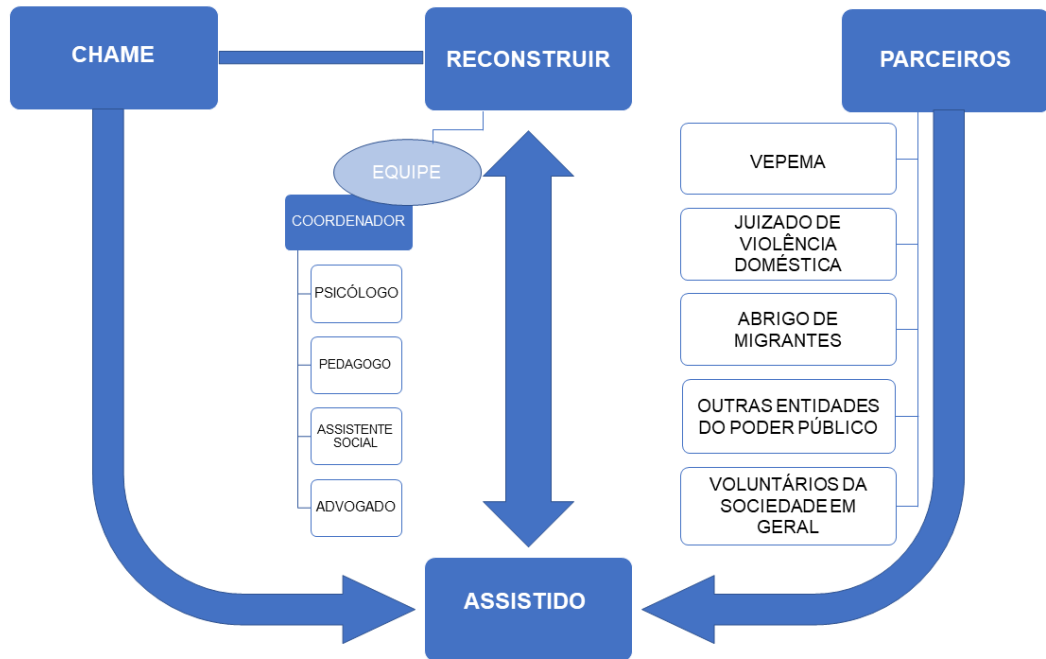 CHAME
RECONSTRUIR
PARCEIROS
EQUIPE
COORDENADOR
PSICÓLOGO
PEDAGOGO
ASSISTENTE
SOCIAL
ADVOGADO
VEPEMA
JUIZADO DE
VIOLÊNCIA
DOMÉSTICA
ABRIGO DE
MIGRANTES
OUTRAS ENTIDADES
DO PODER PÚBLICO
VOLUNTÁRIOS DA
SOCIEDADE EM
GERAL
ASSISTIDO